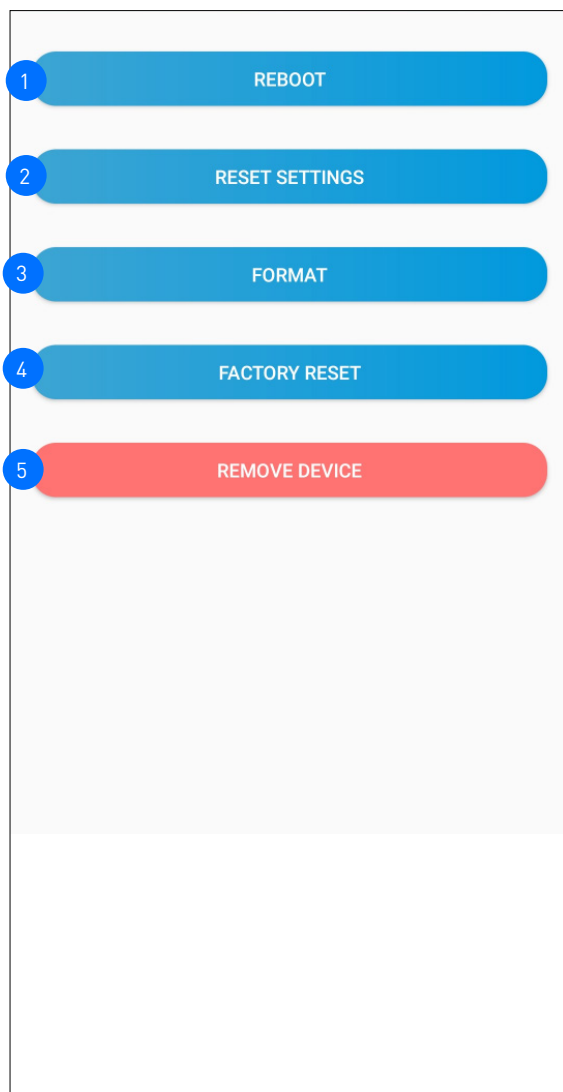 1 REBOOT
2 RESET SETTINGS
3 FORMAT
4 FACTORY RESET
5 REMOVE DEVICE